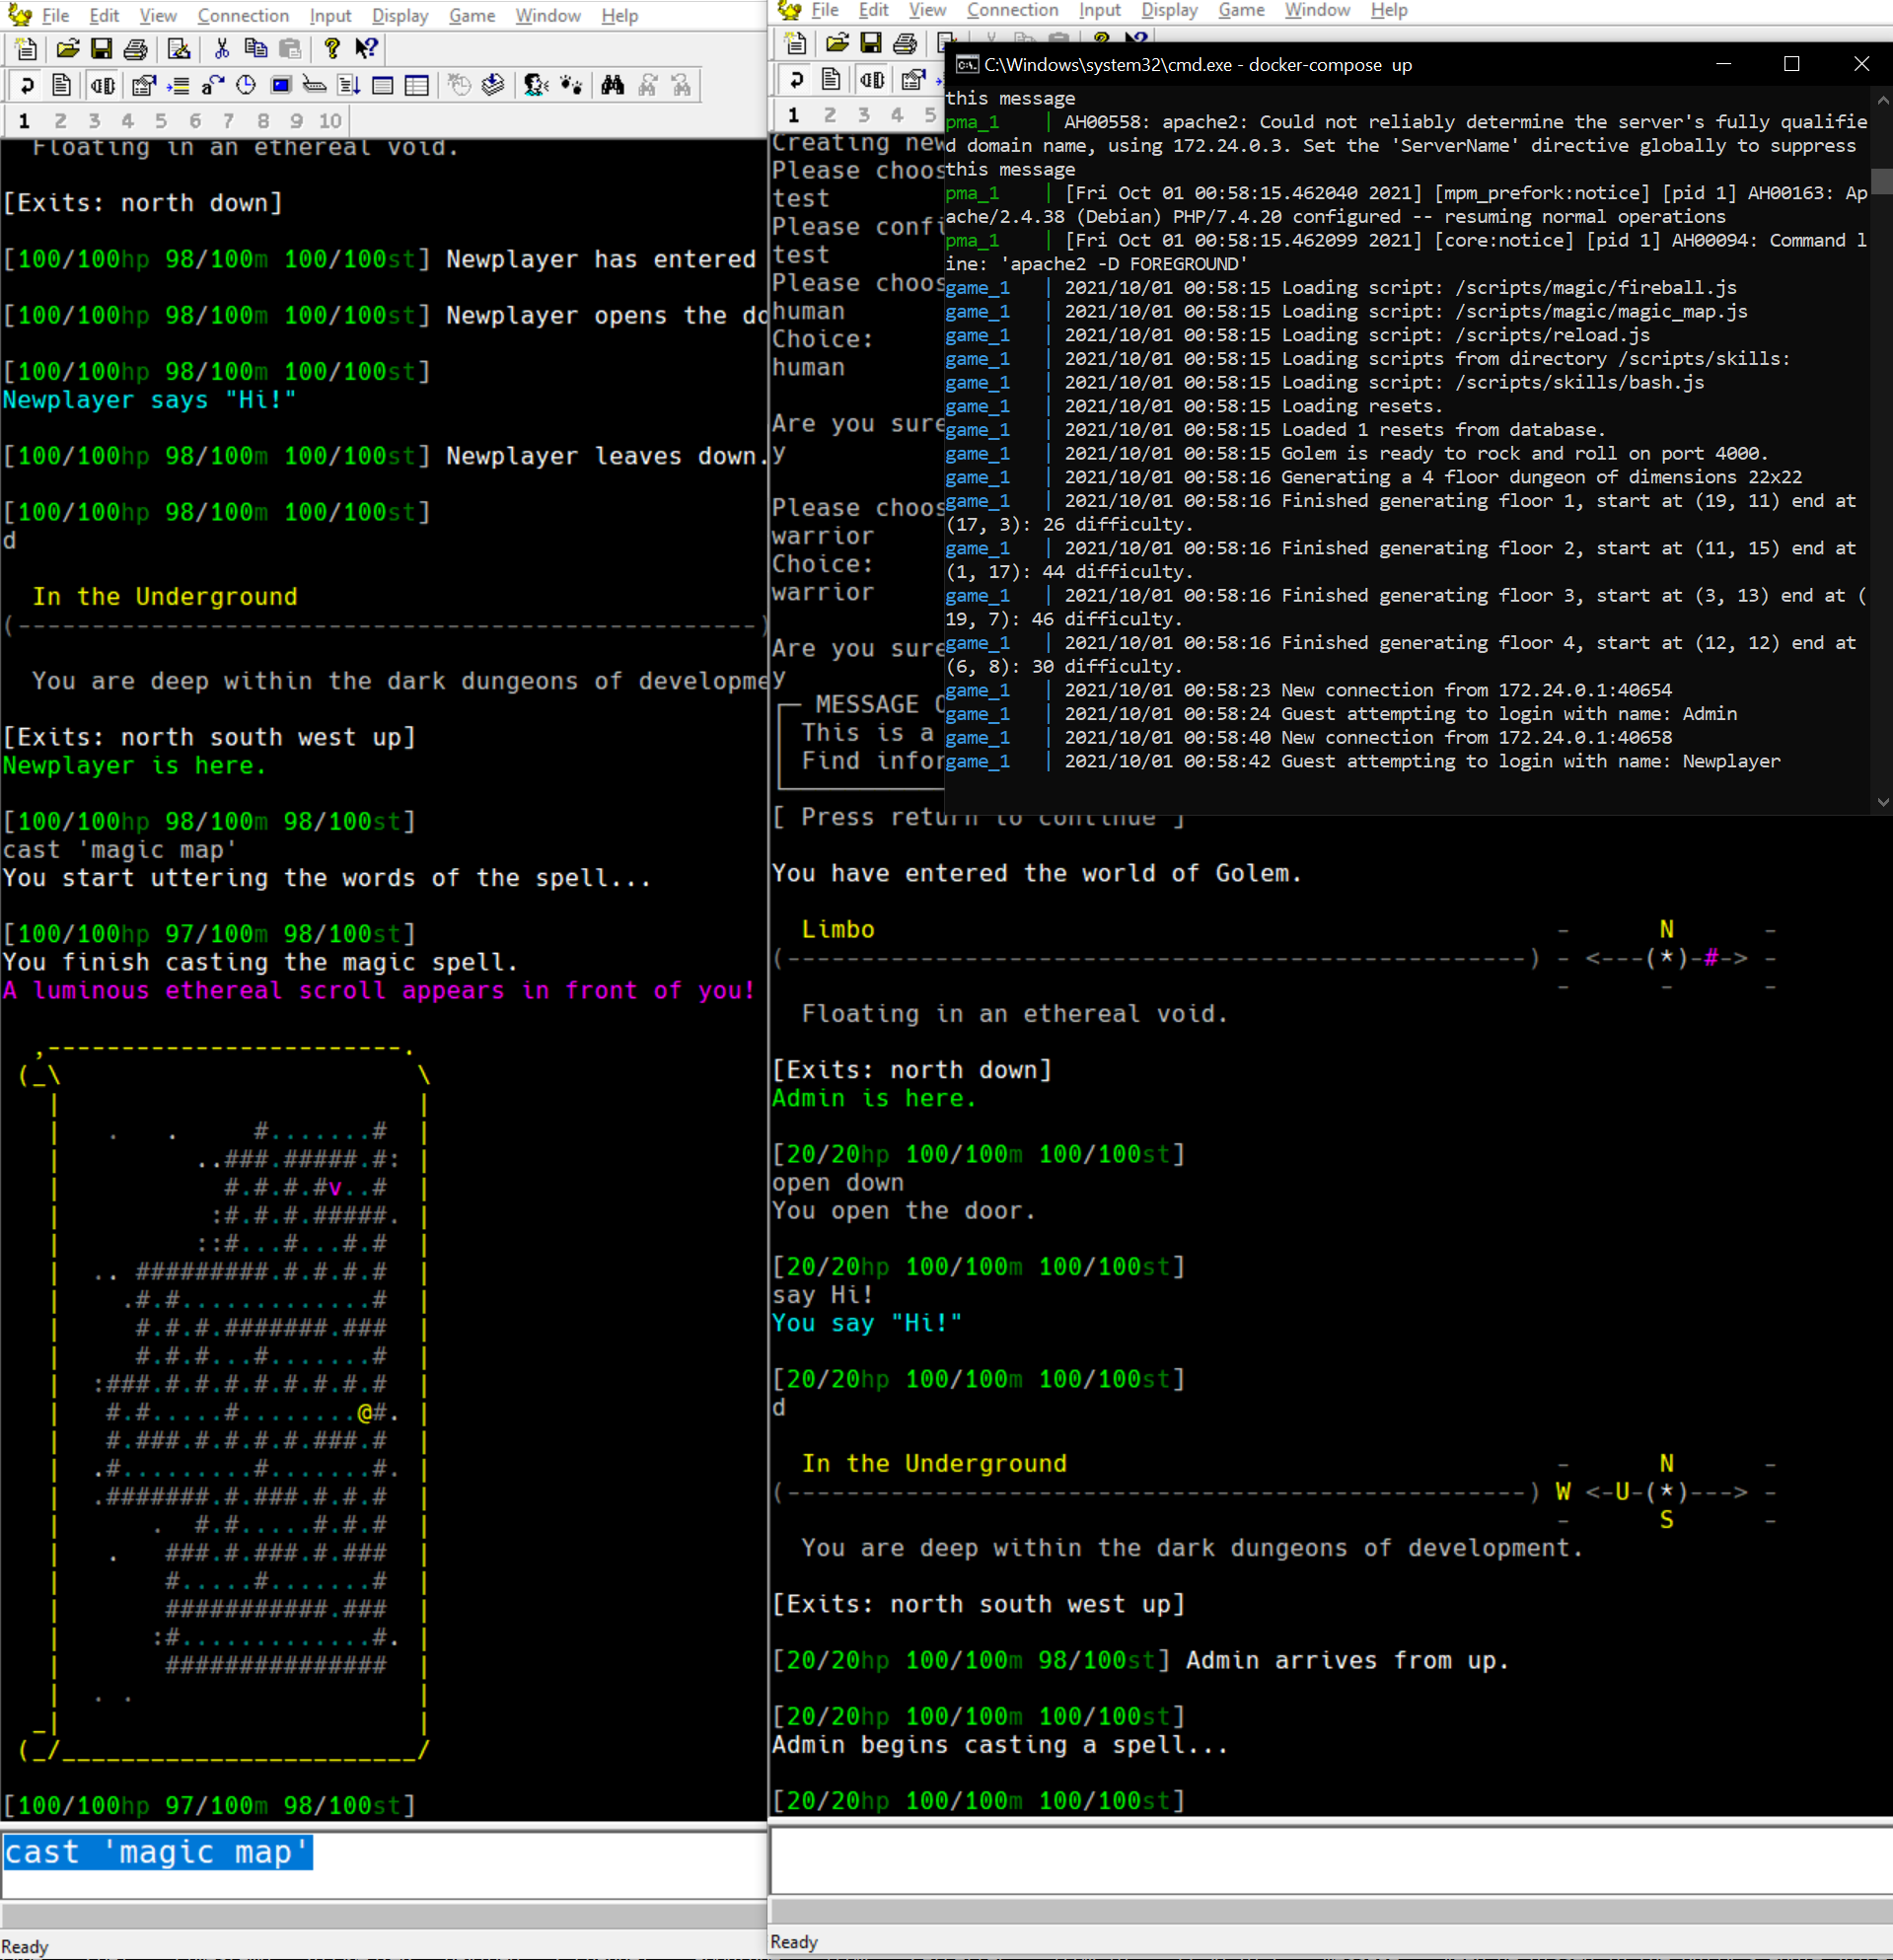 File Edit View Connection Input Display Game Window Help
1 2 3 4 5 6 7 8 9 10
Floating in an ethereal void.
[Exits: north down]
[100/100hp 98/100m 100/100st] Newplayer has entered
[100/100hp 98/100m 100/100st] Newplayer opens the do
[100/100hp 98/100m 100/100st]
Newplayer says "Hi!"
[100/100hp 98/100m 100/100st] Newplayer leaves down.
[100/100hp 98/100m 100/100st]
d
In the Underground
(--------------------------------------------------)
You are deep within the dark dungeons of developme
[Exits: north south west up]
Newplayer is here.
[100/100hp 98/100m 98/100st]
cast 'magic map'
You start uttering the words of the spell...
[100/100hp 97/100m 98/100st]
You finish casting the magic spell.
A luminous ethereal scroll appears in front of you!
  ,------------------------.
 (_\                        \
   |                        |
   |   .   .     #.......#  |
   |         ..###.#####.#: |
   |           #.#.#.#v..#  |
   |          :#.#.#.#####. |
   |         ::#...#...#.#  |
   |  .. #########.#.#.#.#  |
   |    .#.#.............#  |
   |     #.#.#.#######.###  |
   |     #.#.#...#.......#  |
   |  :###.#.#.#.#.#.#.#.#  |
   |   #.#.....#........@#. |
   |   #.###.#.#.#.#.###.#  |
   |  .#.........#.......#. |
   |  .#######.#.###.#.#.#  |
   |      .  #.#.....#.#.#  |
   |   .   ###.#.###.#.###  |
   |       #.....#.......#  |
   |       ###########.###  |
   |      :#.............#. |
   |       ###############  |
   |  . .                   |
  _|                        |
 (_/________________________/
[100/100hp 97/100m 98/100st]
cast 'magic map'
Ready
File Edit View Connection Input Display Game Window Help
1 2 3 4 5
Creating new
Please choos
test
Please confi
test
Please choos
human
Choice:
human
Are you sure
y
Please choos
warrior
Choice:
warrior
Are you sure
y
MESSAGE O
This is a
Find infor
[ Press return to continue ]
You have entered the world of Golem.
Limbo - N -
(--------------------------------------------------) - <---(*)-#-> -
- - -
Floating in an ethereal void.
[Exits: north down]
Admin is here.
[20/20hp 100/100m 100/100st]
open down
You open the door.
[20/20hp 100/100m 100/100st]
say Hi!
You say "Hi!"
[20/20hp 100/100m 100/100st]
d
In the Underground - N -
(--------------------------------------------------) W <-U-(*)---> -
- S -
You are deep within the dark dungeons of development.
[Exits: north south west up]
[20/20hp 100/100m 98/100st] Admin arrives from up.
[20/20hp 100/100m 100/100st]
Admin begins casting a spell...
[20/20hp 100/100m 100/100st]
Ready
C:\Windows\system32\cmd.exe - docker-compose up
this message
pma_1 | AH00558: apache2: Could not reliably determine the server's fully qualifie
d domain name, using 172.24.0.3. Set the 'ServerName' directive globally to suppress
this message
pma_1 | [Fri Oct 01 00:58:15.462040 2021] [mpm_prefork:notice] [pid 1] AH00163: Ap
ache/2.4.38 (Debian) PHP/7.4.20 configured -- resuming normal operations
pma_1 | [Fri Oct 01 00:58:15.462099 2021] [core:notice] [pid 1] AH00094: Command l
ine: 'apache2 -D FOREGROUND'
game_1 | 2021/10/01 00:58:15 Loading script: /scripts/magic/fireball.js
game_1 | 2021/10/01 00:58:15 Loading script: /scripts/magic/magic_map.js
game_1 | 2021/10/01 00:58:15 Loading script: /scripts/reload.js
game_1 | 2021/10/01 00:58:15 Loading scripts from directory /scripts/skills:
game_1 | 2021/10/01 00:58:15 Loading script: /scripts/skills/bash.js
game_1 | 2021/10/01 00:58:15 Loading resets.
game_1 | 2021/10/01 00:58:15 Loaded 1 resets from database.
game_1 | 2021/10/01 00:58:15 Golem is ready to rock and roll on port 4000.
game_1 | 2021/10/01 00:58:16 Generating a 4 floor dungeon of dimensions 22x22
game_1 | 2021/10/01 00:58:16 Finished generating floor 1, start at (19, 11) end at
(17, 3): 26 difficulty.
game_1 | 2021/10/01 00:58:16 Finished generating floor 2, start at (11, 15) end at
(1, 17): 44 difficulty.
game_1 | 2021/10/01 00:58:16 Finished generating floor 3, start at (3, 13) end at (
19, 7): 46 difficulty.
game_1 | 2021/10/01 00:58:16 Finished generating floor 4, start at (12, 12) end at
(6, 8): 30 difficulty.
game_1 | 2021/10/01 00:58:23 New connection from 172.24.0.1:40654
game_1 | 2021/10/01 00:58:24 Guest attempting to login with name: Admin
game_1 | 2021/10/01 00:58:40 New connection from 172.24.0.1:40658
game_1 | 2021/10/01 00:58:42 Guest attempting to login with name: Newplayer